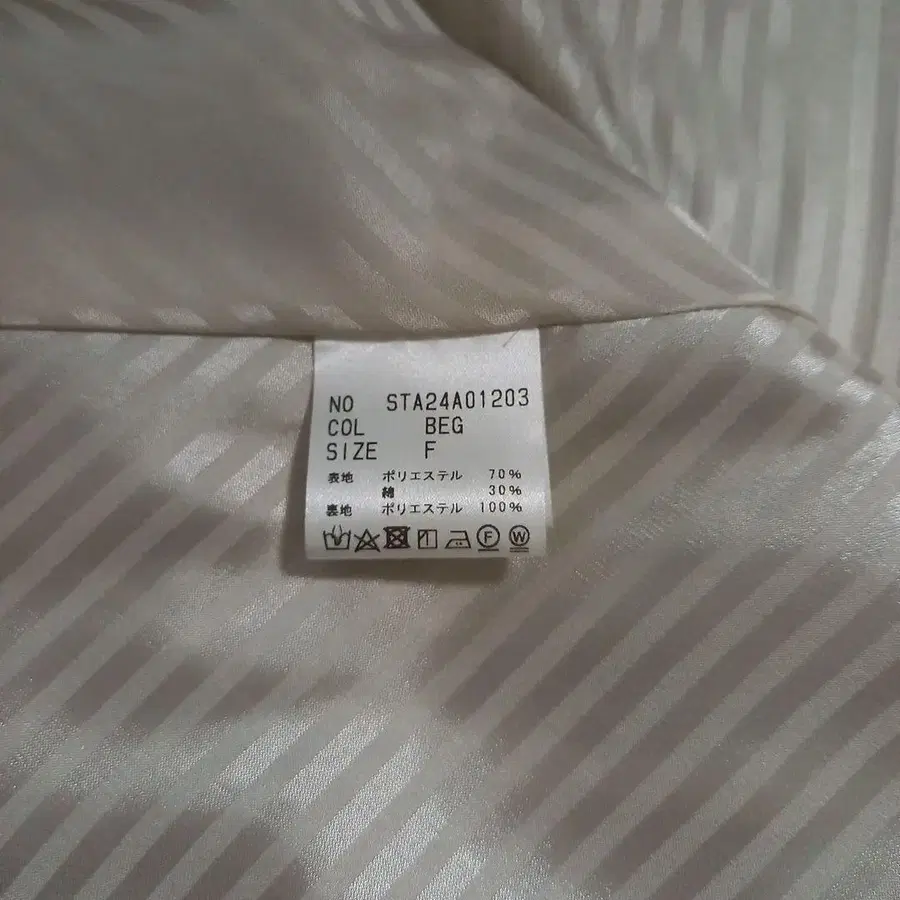 NO STA24A01203
COL BEG
SIZE F
表地 ポリエステル 70%
綿 30%
裏地 ポリエステル 100%
F W